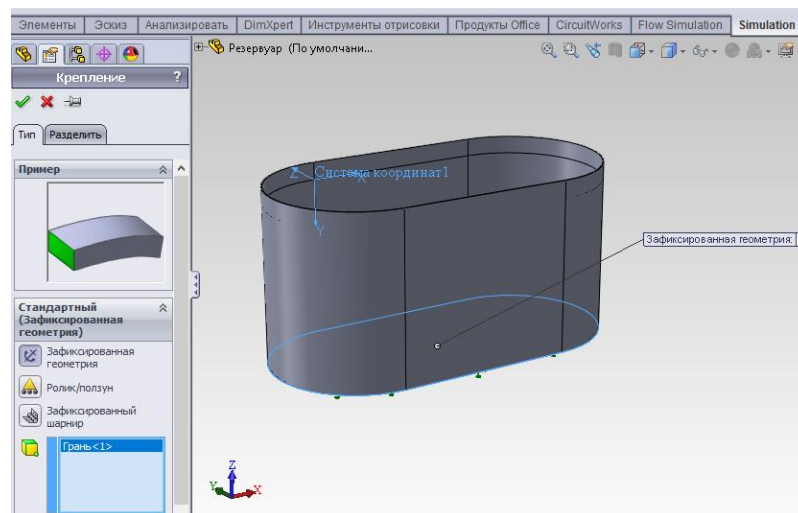 Элементы Эскиз Анализировать DimXpert Инструменты отрисовки Продукты Office CircuitWorks Flow Simulation Simulation
Резервуар (По умолчани...
Крепление ?
Тип Разделить
Пример
Z Система координат1
X
Y
Зафиксированная геометрия:
Стандартный
(Зафиксированная
геометрия)
Зафиксированная
геометрия
Ролик/ползун
Зафиксированный
шарнир
Грань<1>
Z
Y X